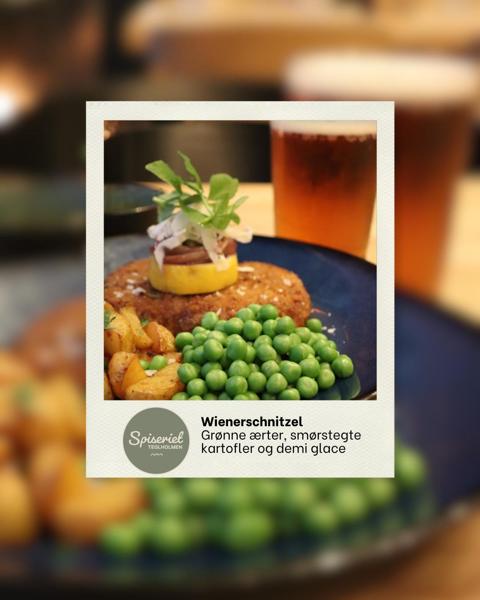 Spiseriet
TEGLHOLMEN
Wienerschnitzel
Grønne ærter, smørstegte
kartofler og demi glace